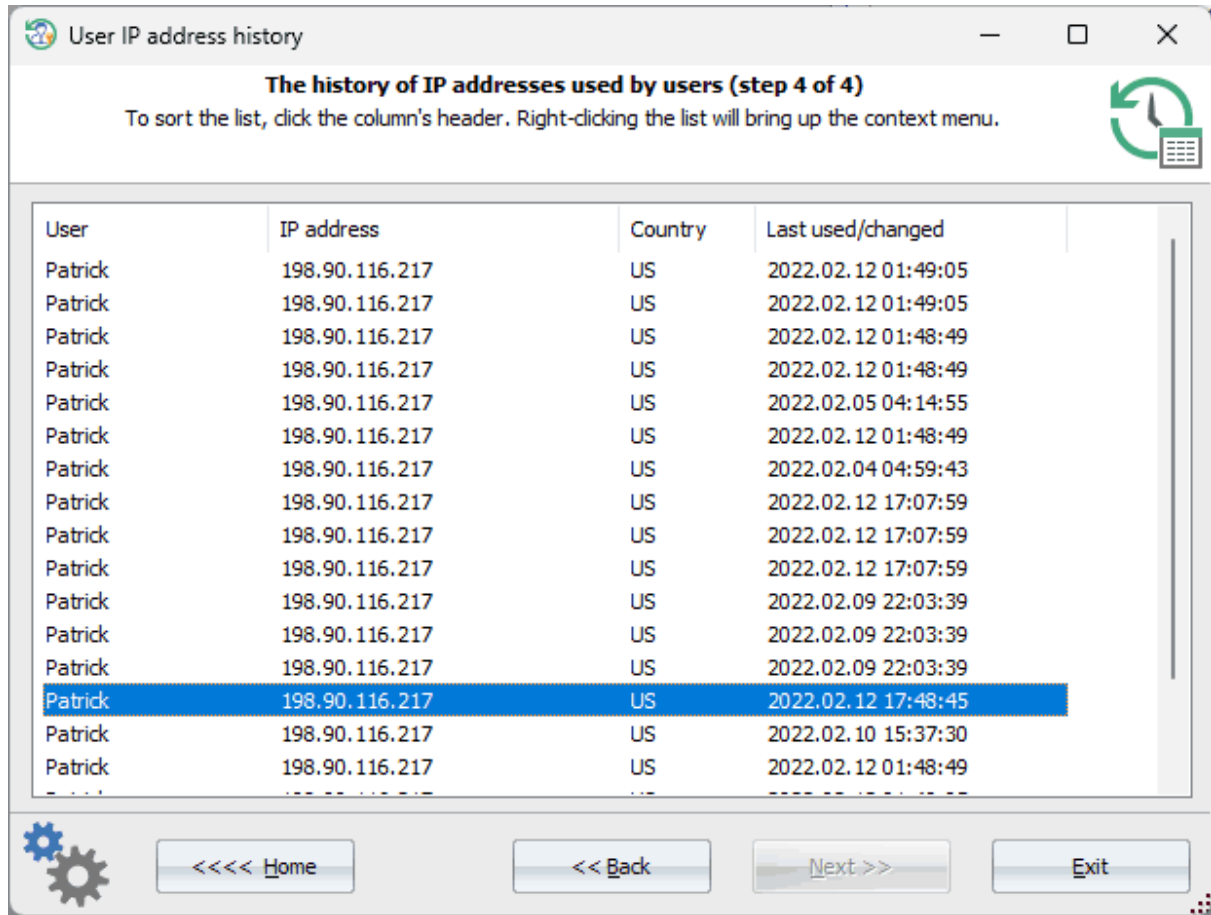 User IP address history
The history of IP addresses used by users (step 4 of 4)
To sort the list, click the column's header. Right-clicking the list will bring up the context menu.
User IP address Country Last used/changed
Patrick 198.90.116.217 US 2022.02.12 01:49:05
Patrick 198.90.116.217 US 2022.02.12 01:49:05
Patrick 198.90.116.217 US 2022.02.12 01:48:49
Patrick 198.90.116.217 US 2022.02.12 01:48:49
Patrick 198.90.116.217 US 2022.02.05 04:14:55
Patrick 198.90.116.217 US 2022.02.12 01:48:49
Patrick 198.90.116.217 US 2022.02.04 04:59:43
Patrick 198.90.116.217 US 2022.02.12 17:07:59
Patrick 198.90.116.217 US 2022.02.12 17:07:59
Patrick 198.90.116.217 US 2022.02.12 17:07:59
Patrick 198.90.116.217 US 2022.02.09 22:03:39
Patrick 198.90.116.217 US 2022.02.09 22:03:39
Patrick 198.90.116.217 US 2022.02.09 22:03:39
Patrick 198.90.116.217 US 2022.02.12 17:48:45
Patrick 198.90.116.217 US 2022.02.10 15:37:30
Patrick 198.90.116.217 US 2022.02.12 01:48:49
<<<< Home << Back Next >> Exit